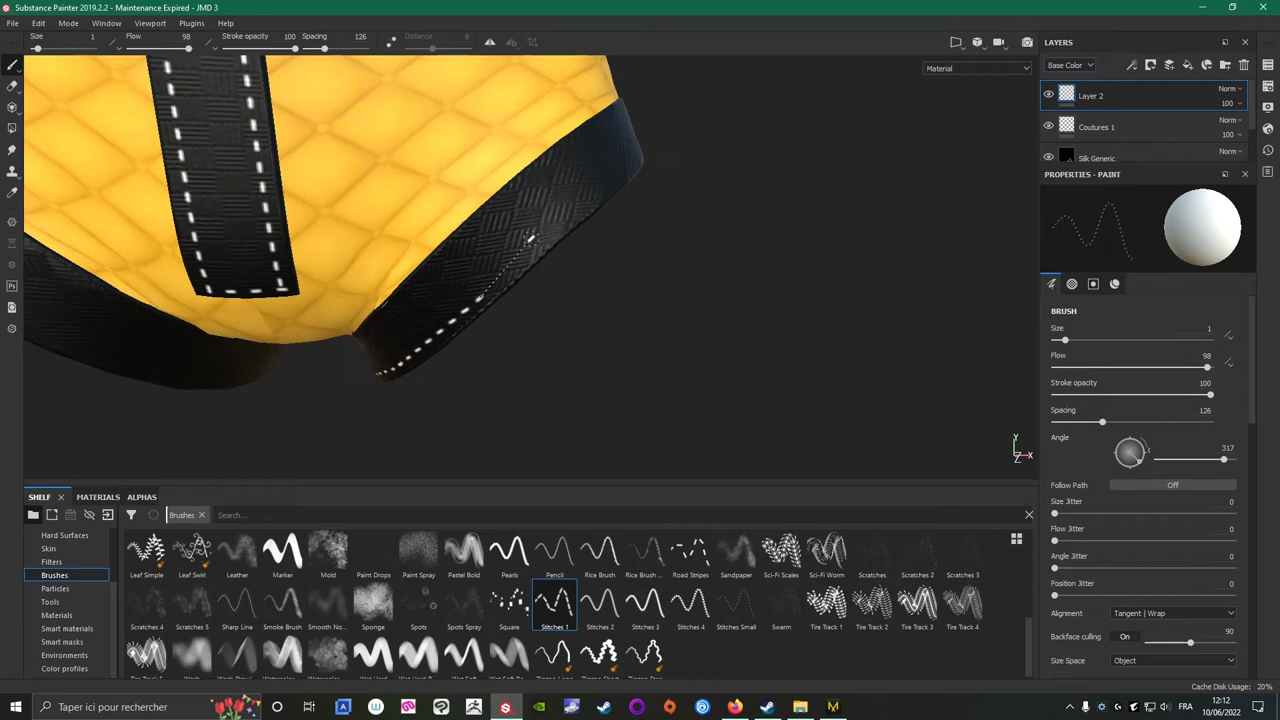 Substance Painter 2019.2.2 - Maintenance Expired - JMD 3
File Edit Mode Window Viewport Plugins Help
Size 1 Flow 98 Stroke opacity 100 Spacing 126 Distance 8
Material
LAYERS
Base Color
Layer 2 Norm 100
Coutures 1 Norm 100
Silk Generic Norm
PROPERTIES - PAINT
BRUSH
Size 1
Flow 98
Stroke opacity 100
Spacing 126
Angle 317
Follow Path Off
Size Jitter 0
Flow Jitter 0
Angle Jitter 0
Position Jitter 0
Alignment Tangent | Wrap
Backface culling On 90
Size Space Object
Y
Z X
SHELF MATERIALS ALPHAS
Brushes Search...
Hard Surfaces
Skin
Filters
Brushes
Particles
Tools
Materials
Smart materials
Smart masks
Environments
Color profiles
Leaf Simple Leaf Swirl Leather Marker Mold Paint Drops Paint Spray Pastel Bold Pearls Pencil Rice Brush Rice Brush ... Road Stripes Sandpaper Sci-Fi Scales Sci-Fi Worm Scratches Scratches 2 Scratches 3
Scratches 4 Scratches 5 Sharp Line Smoke Brush Smooth No... Sponge Spots Spots Spray Square Stitches 1 Stitches 2 Stitches 3 Stitches 4 Stitches Small Swarm Tire Track 1 Tire Track 2 Tire Track 3 Tire Track 4
Cache Disk Usage: 20%
Taper ici pour rechercher
FRA
12:12
10/06/2022